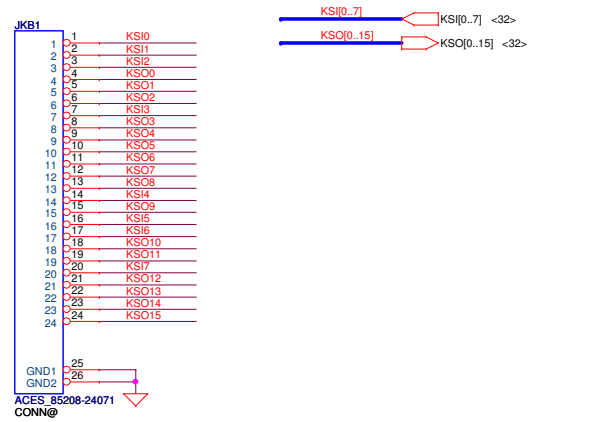 KSI[0..7] KSI[0..7] <32>
JKB1
KSO[0..15] KSO[0..15] <32>
1 1 KSI0
2 2 KSI1
3 3 KSI2
4 4 KSO0
5 5 KSO1
6 6 KSO2
7 7 KSI3
8 8 KSO3
9 9 KSO4
10 10 KSO5
11 11 KSO6
12 12 KSO7
13 13 KSO8
14 14 KSI4
15 15 KSO9
16 16 KSI5
17 17 KSI6
18 18 KSO10
19 19 KSO11
20 20 KSI7
21 21 KSO12
22 22 KSO13
23 23 KSO14
24 24 KSO15
GND1 25
GND2 26
ACES_85208-24071
CONN@